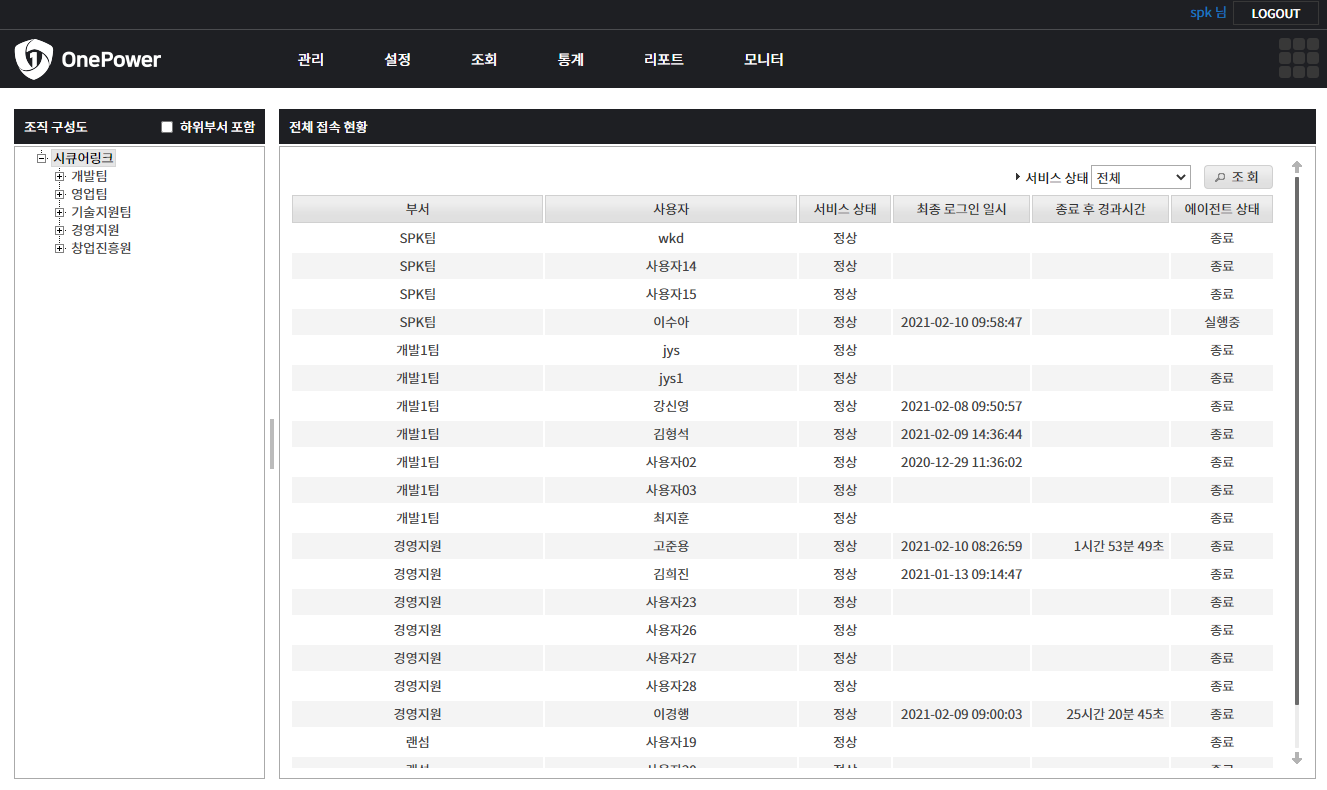 spk 님 LOGOUT
OnePower 관리 설정 조회 통계 리포트 모니터
조직 구성도 하위부서 포함
시큐어링크
개발팀
영업팀
기술지원팀
경영지원
창업진흥원
전체 접속 현황
서비스 상태 전체 조 회
부서 사용자 서비스 상태 최종 로그인 일시 종료 후 경과시간 에이전트 상태
SPK팀 wkd 정상 종료
SPK팀 사용자14 정상 종료
SPK팀 사용자15 정상 종료
SPK팀 이수아 정상 2021-02-10 09:58:47 실행중
개발1팀 jys 정상 종료
개발1팀 jys1 정상 종료
개발1팀 강신영 정상 2021-02-08 09:50:57 종료
개발1팀 김형석 정상 2021-02-09 14:36:44 종료
개발1팀 사용자02 정상 2020-12-29 11:36:02 종료
개발1팀 사용자03 정상 종료
개발1팀 최지훈 정상 종료
경영지원 고준용 정상 2021-02-10 08:26:59 1시간 53분 49초 종료
경영지원 김희진 정상 2021-01-13 09:14:47 종료
경영지원 사용자23 정상 종료
경영지원 사용자26 정상 종료
경영지원 사용자27 정상 종료
경영지원 사용자28 정상 종료
경영지원 이경행 정상 2021-02-09 09:00:03 25시간 20분 45초 종료
랜섬 사용자19 정상 종료